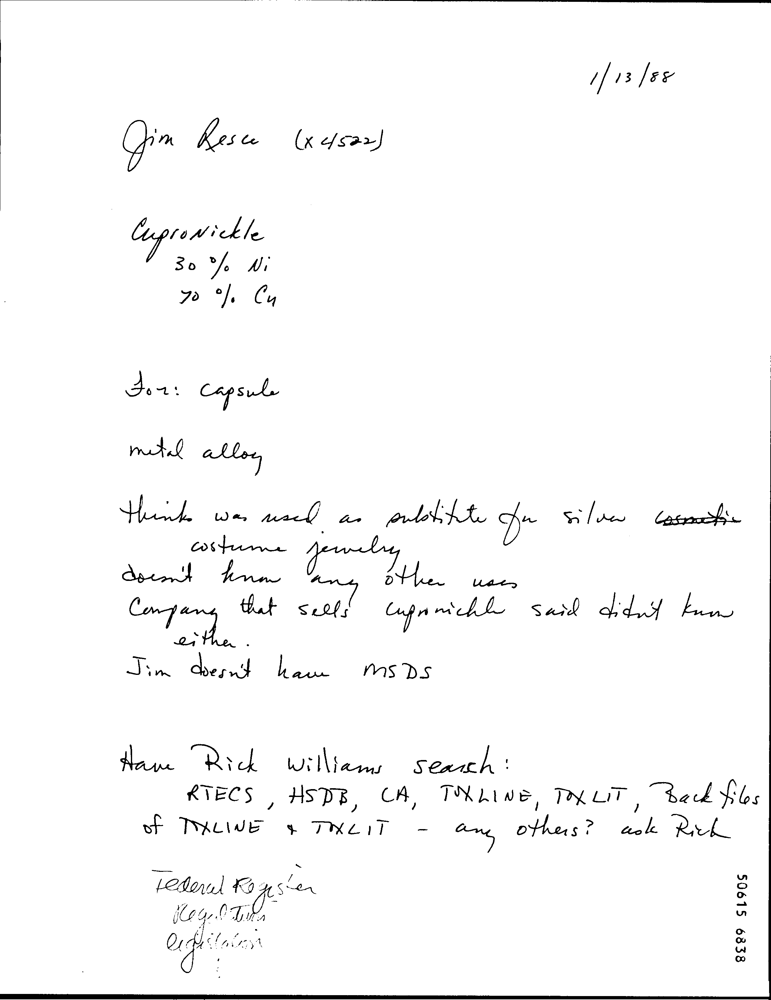 1/13/88
Jim Resce (x4522)
CuproNickle
30 % Ni
70 % Cu
For: capsule
metal alloy
thinks was used as substitute for silver cosmetic
costume jewelry
doesn't know any other uses
Company that sells cupronickle said didn't know
either.
Jim doesn't have MSDS
Have Rick Williams search:
RTECS, HSDB, CA, TOXLINE, TOXLIT, Back files
of TOXLINE & TOXLIT - any others? ask Rick
Federal Register
Regulations
legislation
50615 6838